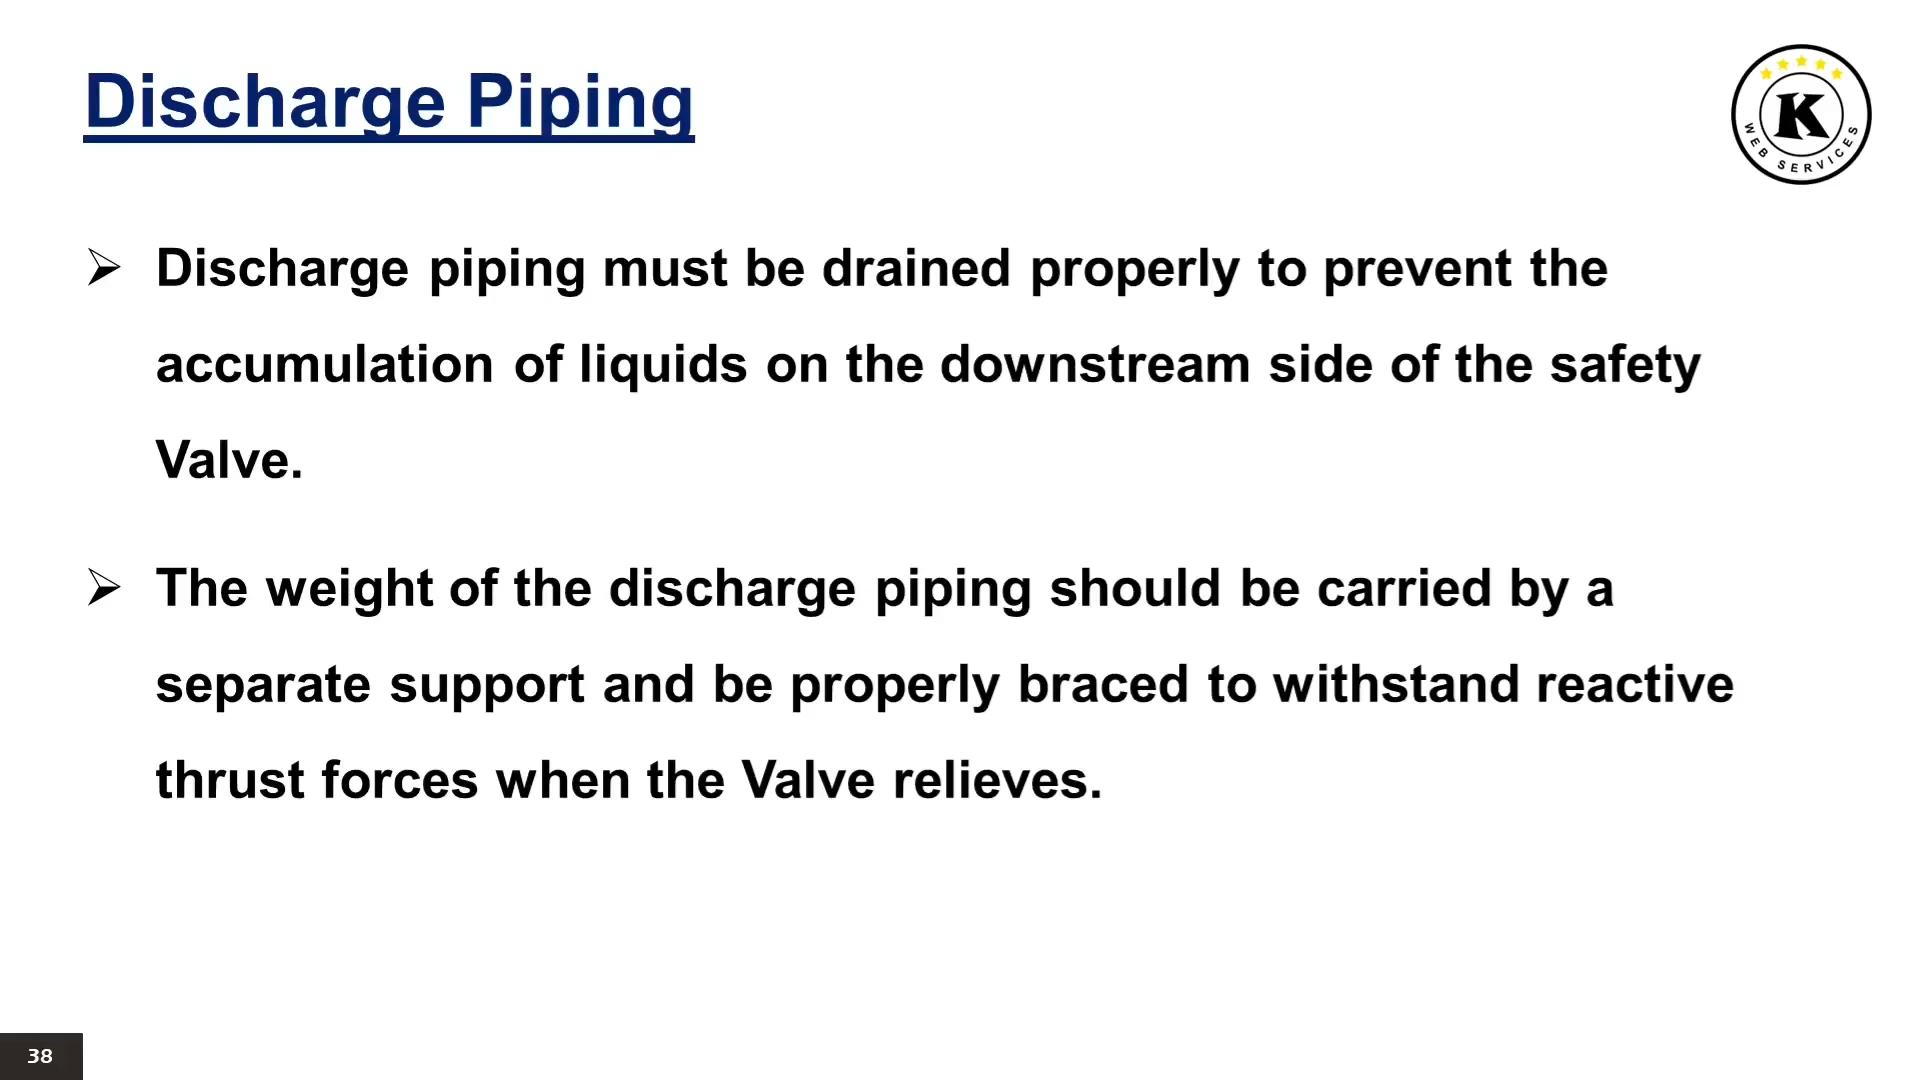 Discharge Piping
K
WEB SERVICES
➢ Discharge piping must be drained properly to prevent the
accumulation of liquids on the downstream side of the safety
Valve.
➢ The weight of the discharge piping should be carried by a
separate support and be properly braced to withstand reactive
thrust forces when the Valve relieves.
38